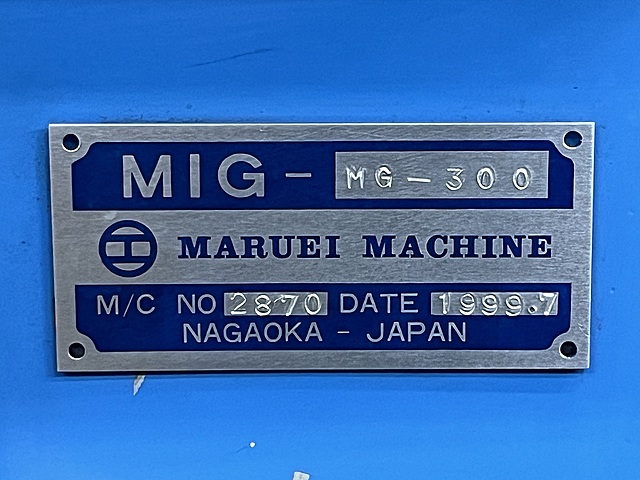 MIG- MG-300
MARUEI MACHINE
M/C NO 2870 DATE 1999.7
NAGAOKA - JAPAN